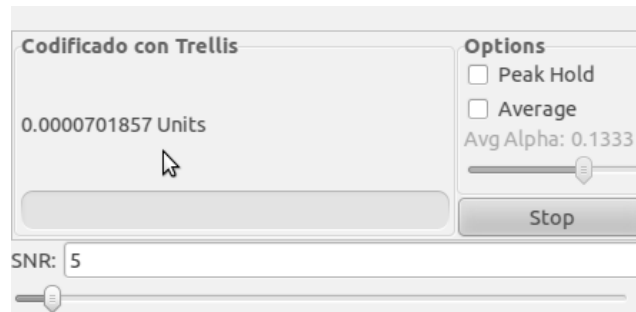 Codificado con Trellis
0.0000701857 Units
Options
Peak Hold
Average
Avg Alpha: 0.1333
Stop
SNR: 5